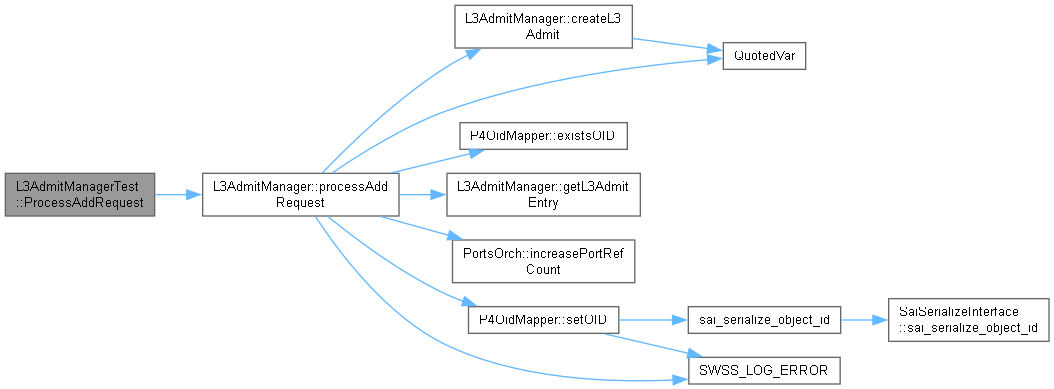 L3AdmitManager::createL3
Admit
QuotedVar
P4OidMapper::existsOID
L3AdmitManagerTest
::ProcessAddRequest
L3AdmitManager::processAdd
Request
L3AdmitManager::getL3Admit
Entry
PortsOrch::increasePortRef
Count
P4OidMapper::setOID
sai_serialize_object_id
SaiSerializeInterface
::sai_serialize_object_id
SWSS_LOG_ERROR